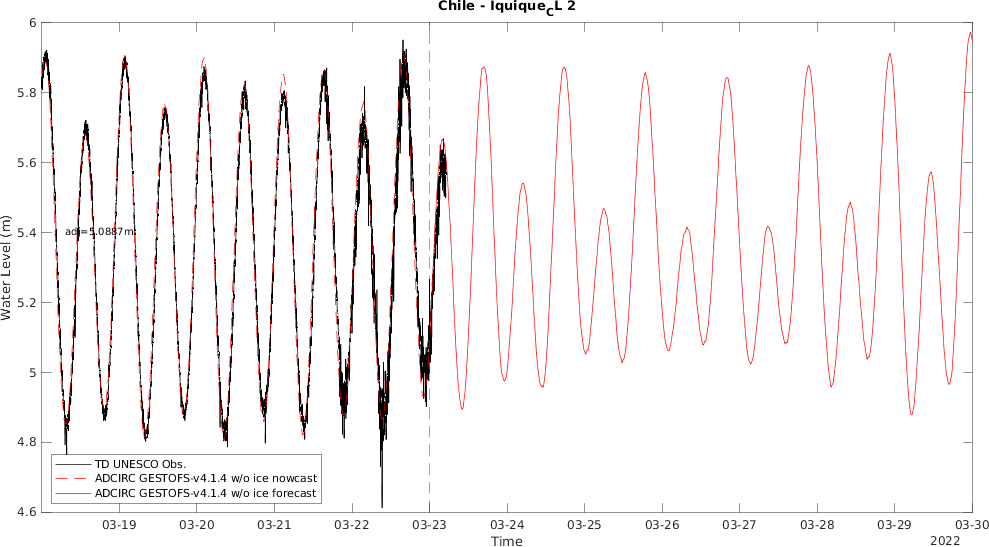 Chile - Iquique_CL 2
Water Level (m)
6
5.8
5.6
5.4
5.2
5
4.8
4.6
adj=5.0887m
TD UNESCO Obs.
ADCIRC GESTOFS-v4.1.4 w/o ice nowcast
ADCIRC GESTOFS-v4.1.4 w/o ice forecast
03-19 03-20 03-21 03-22 03-23 03-24 03-25 03-26 03-27 03-28 03-29 03-30
Time
2022